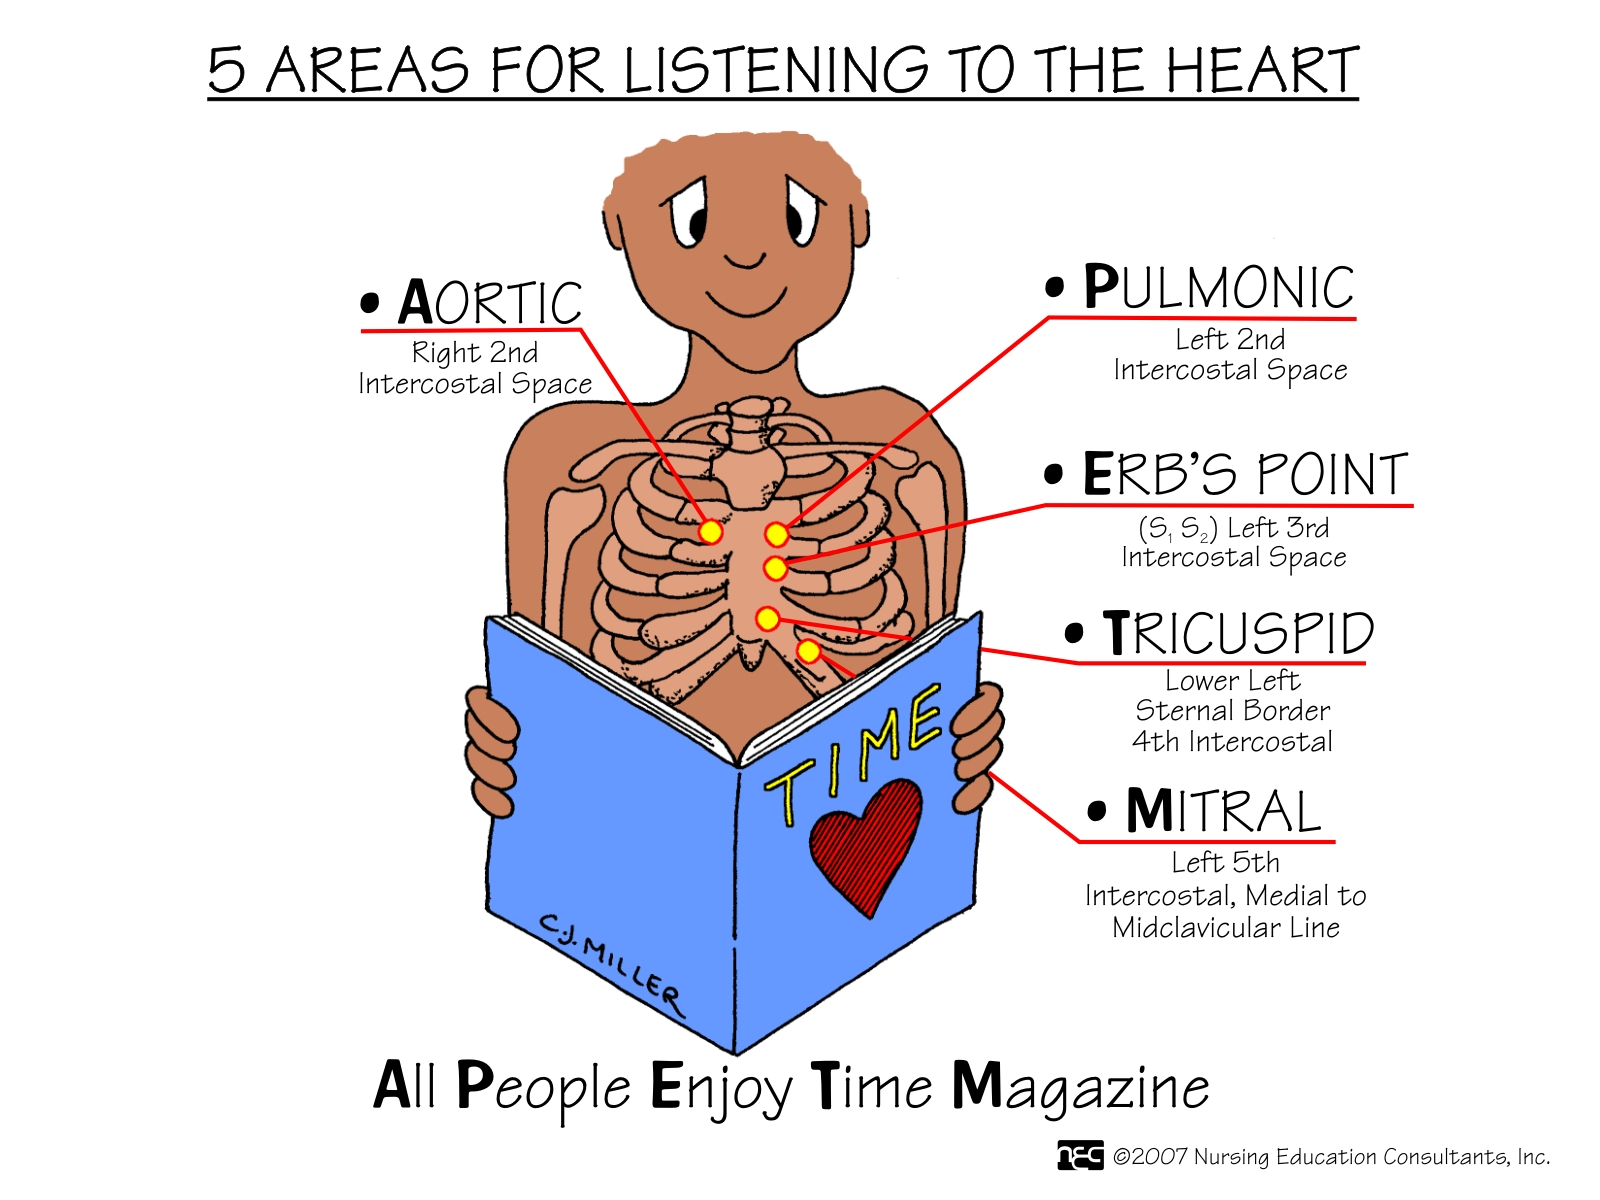 5 AREAS FOR LISTENING TO THE HEART
• AORTIC
Right 2nd
Intercostal Space
• PULMONIC
Left 2nd
Intercostal Space
• ERB'S POINT
(S₁ S₂) Left 3rd
Intercostal Space
• TRICUSPID
Lower Left
Sternal Border
4th Intercostal
• MITRAL
Left 5th
Intercostal, Medial to
Midclavicular Line
TIME
C.J. MILLER
All People Enjoy Time Magazine
nec ©2007 Nursing Education Consultants, Inc.